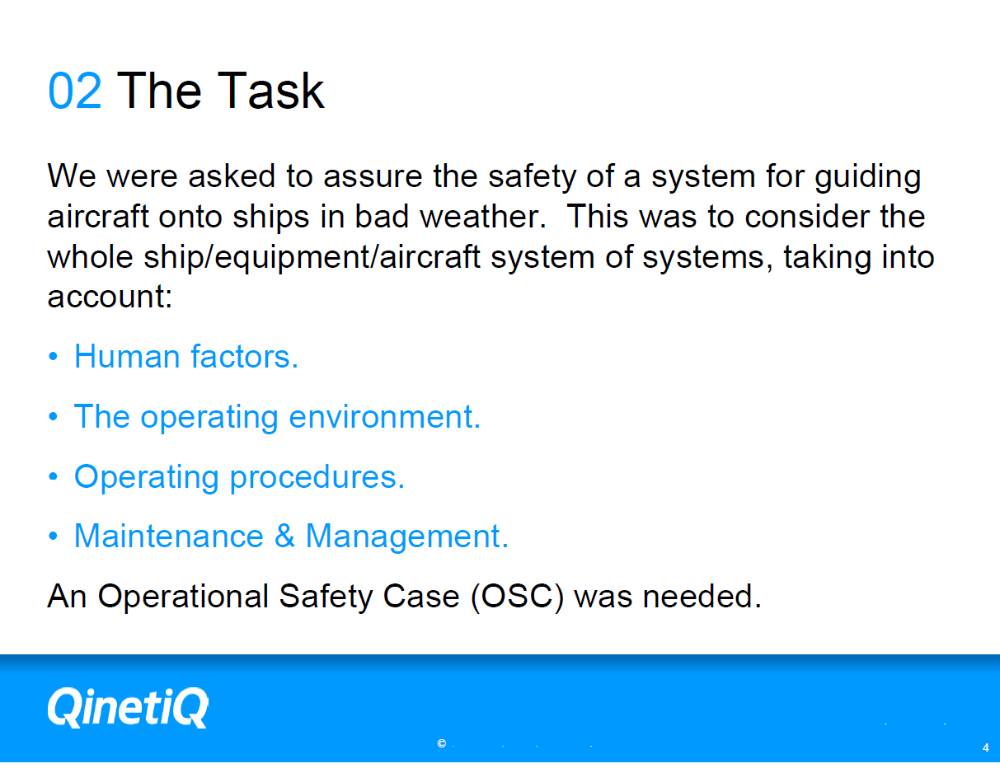 02 The Task
We were asked to assure the safety of a system for guiding
aircraft onto ships in bad weather.  This was to consider the
whole ship/equipment/aircraft system of systems, taking into
account:
• Human factors.
• The operating environment.
• Operating procedures.
• Maintenance & Management.
An Operational Safety Case (OSC) was needed.
QinetiQ
©
4